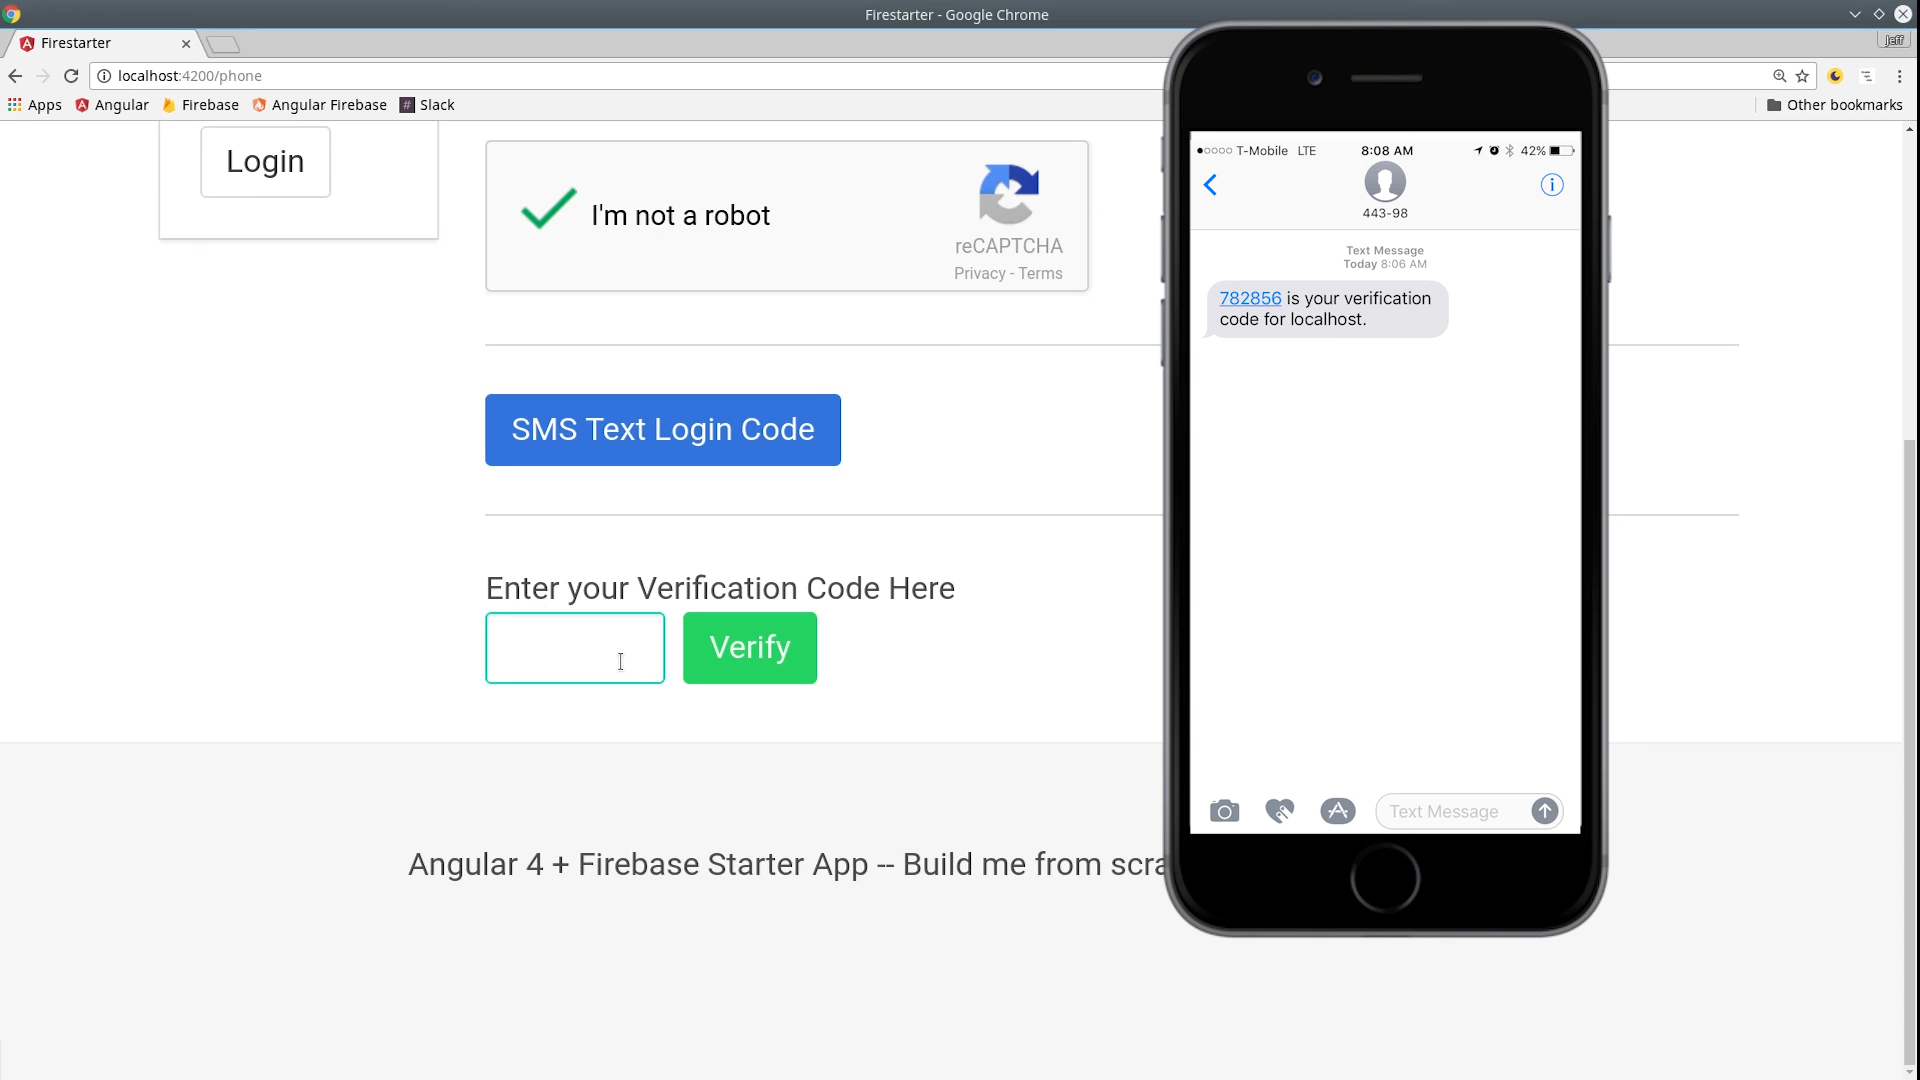 Firestarter - Google Chrome
Firestarter
Jeff
localhost:4200/phone
Apps
Angular
Firebase
Angular Firebase
# Slack
Other bookmarks
Login
I'm not a robot
reCAPTCHA
Privacy - Terms
SMS Text Login Code
Enter your Verification Code Here
Verify
Angular 4 + Firebase Starter App -- Build me from scra
T-Mobile LTE
8:08 AM
42%
443-98
Text Message
Today 8:06 AM
782856 is your verification
code for localhost.
Text Message